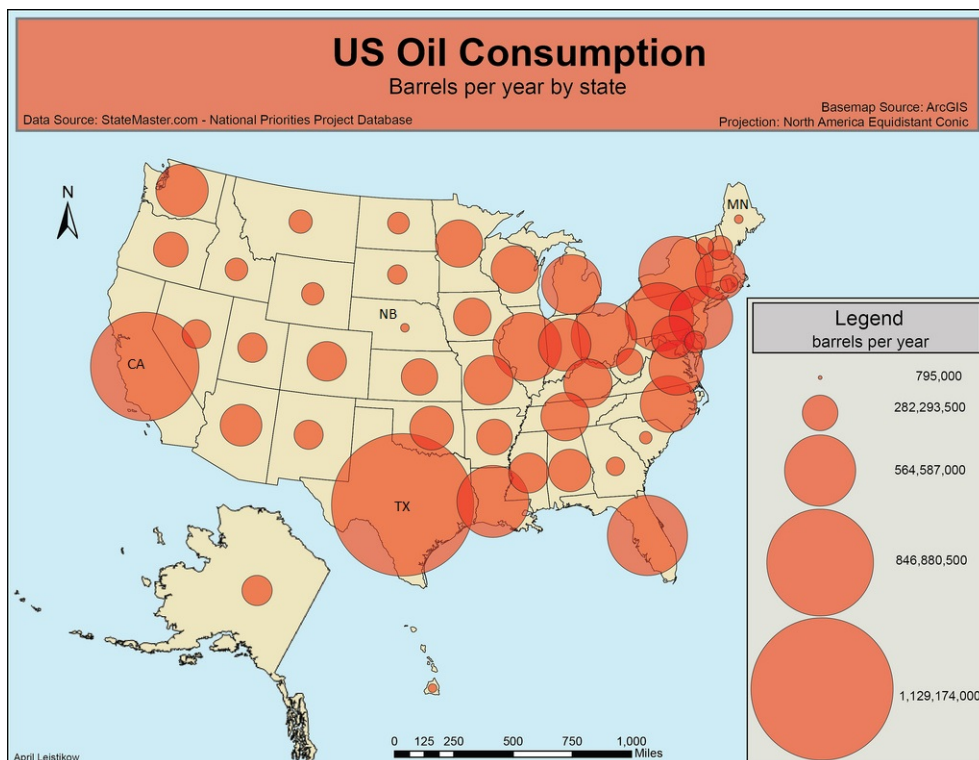 US Oil Consumption
Barrels per year by state
Data Source: StateMaster.com - National Priorities Project Database
Basemap Source: ArcGIS
Projection: North America Equidistant Conic
N
MN
NB
CA
TX
Legend
barrels per year
795,000
282,293,500
564,587,000
846,880,500
1,129,174,000
0 125 250 500 750 1,000
Miles
April Leistikow